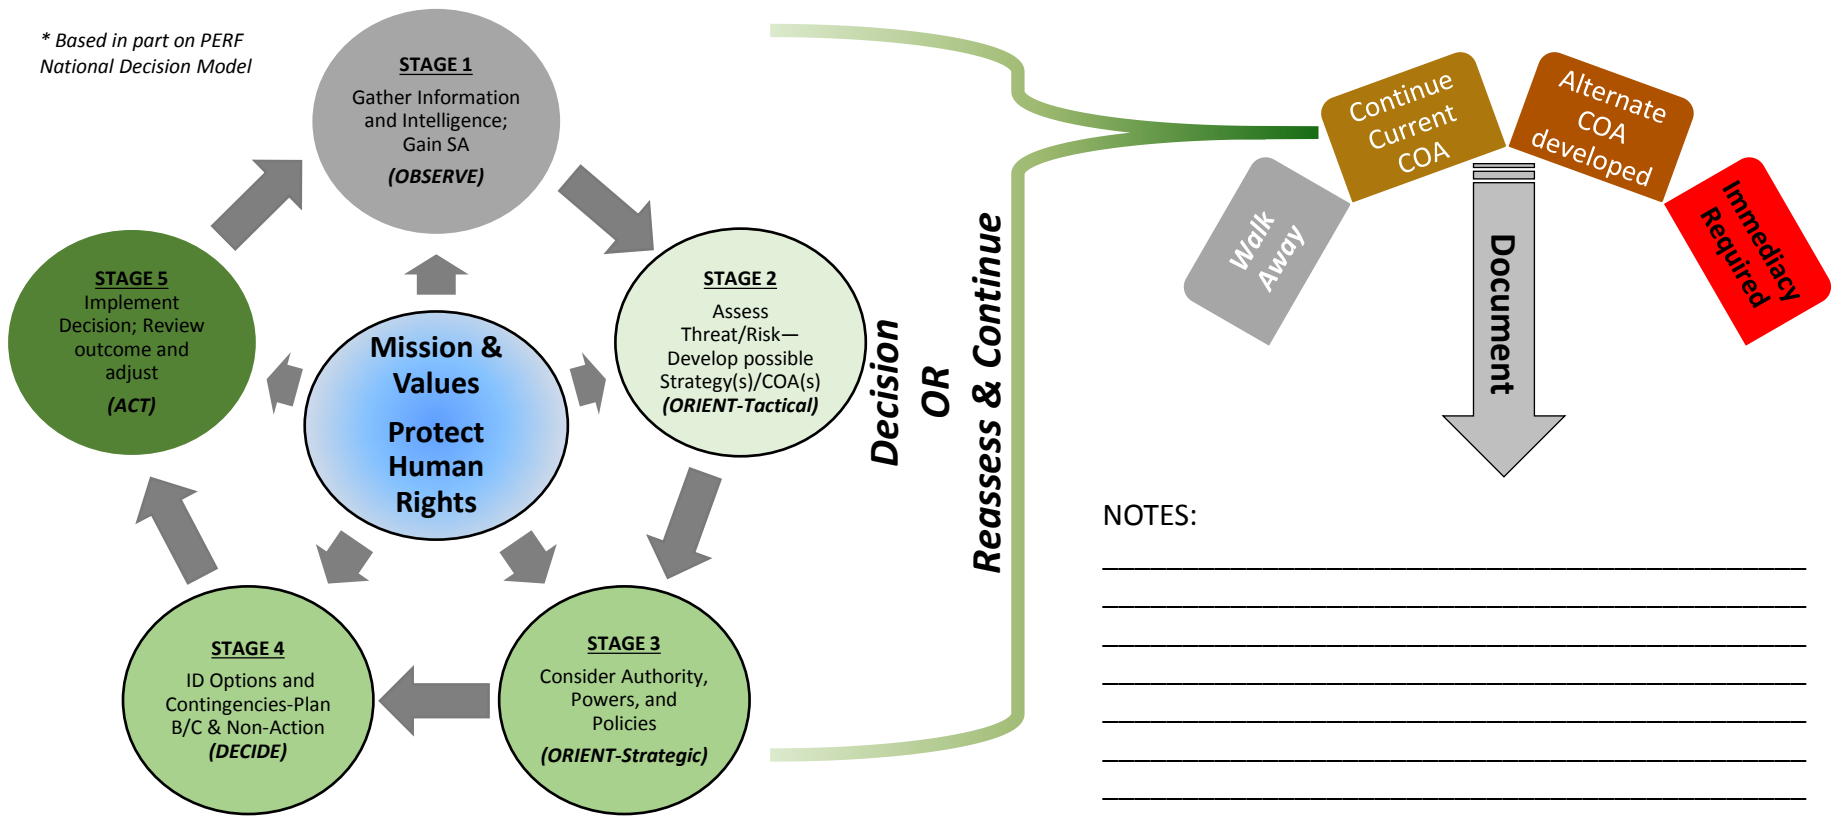 * Based in part on PERF
National Decision Model
STAGE 1
Gather Information
and Intelligence;
Gain SA
(OBSERVE)
STAGE 2
Assess
Threat/Risk—
Develop possible
Strategy(s)/COA(s)
(ORIENT-Tactical)
STAGE 3
Consider Authority,
Powers, and
Policies
(ORIENT-Strategic)
STAGE 4
ID Options and
Contingencies-Plan
B/C & Non-Action
(DECIDE)
STAGE 5
Implement
Decision; Review
outcome and
adjust
(ACT)
Mission &
Values
Protect
Human
Rights
Decision
OR
Reassess & Continue
Walk
Away
Continue
Current
COA
Alternate
COA
developed
Immediacy
Required
Document
NOTES: